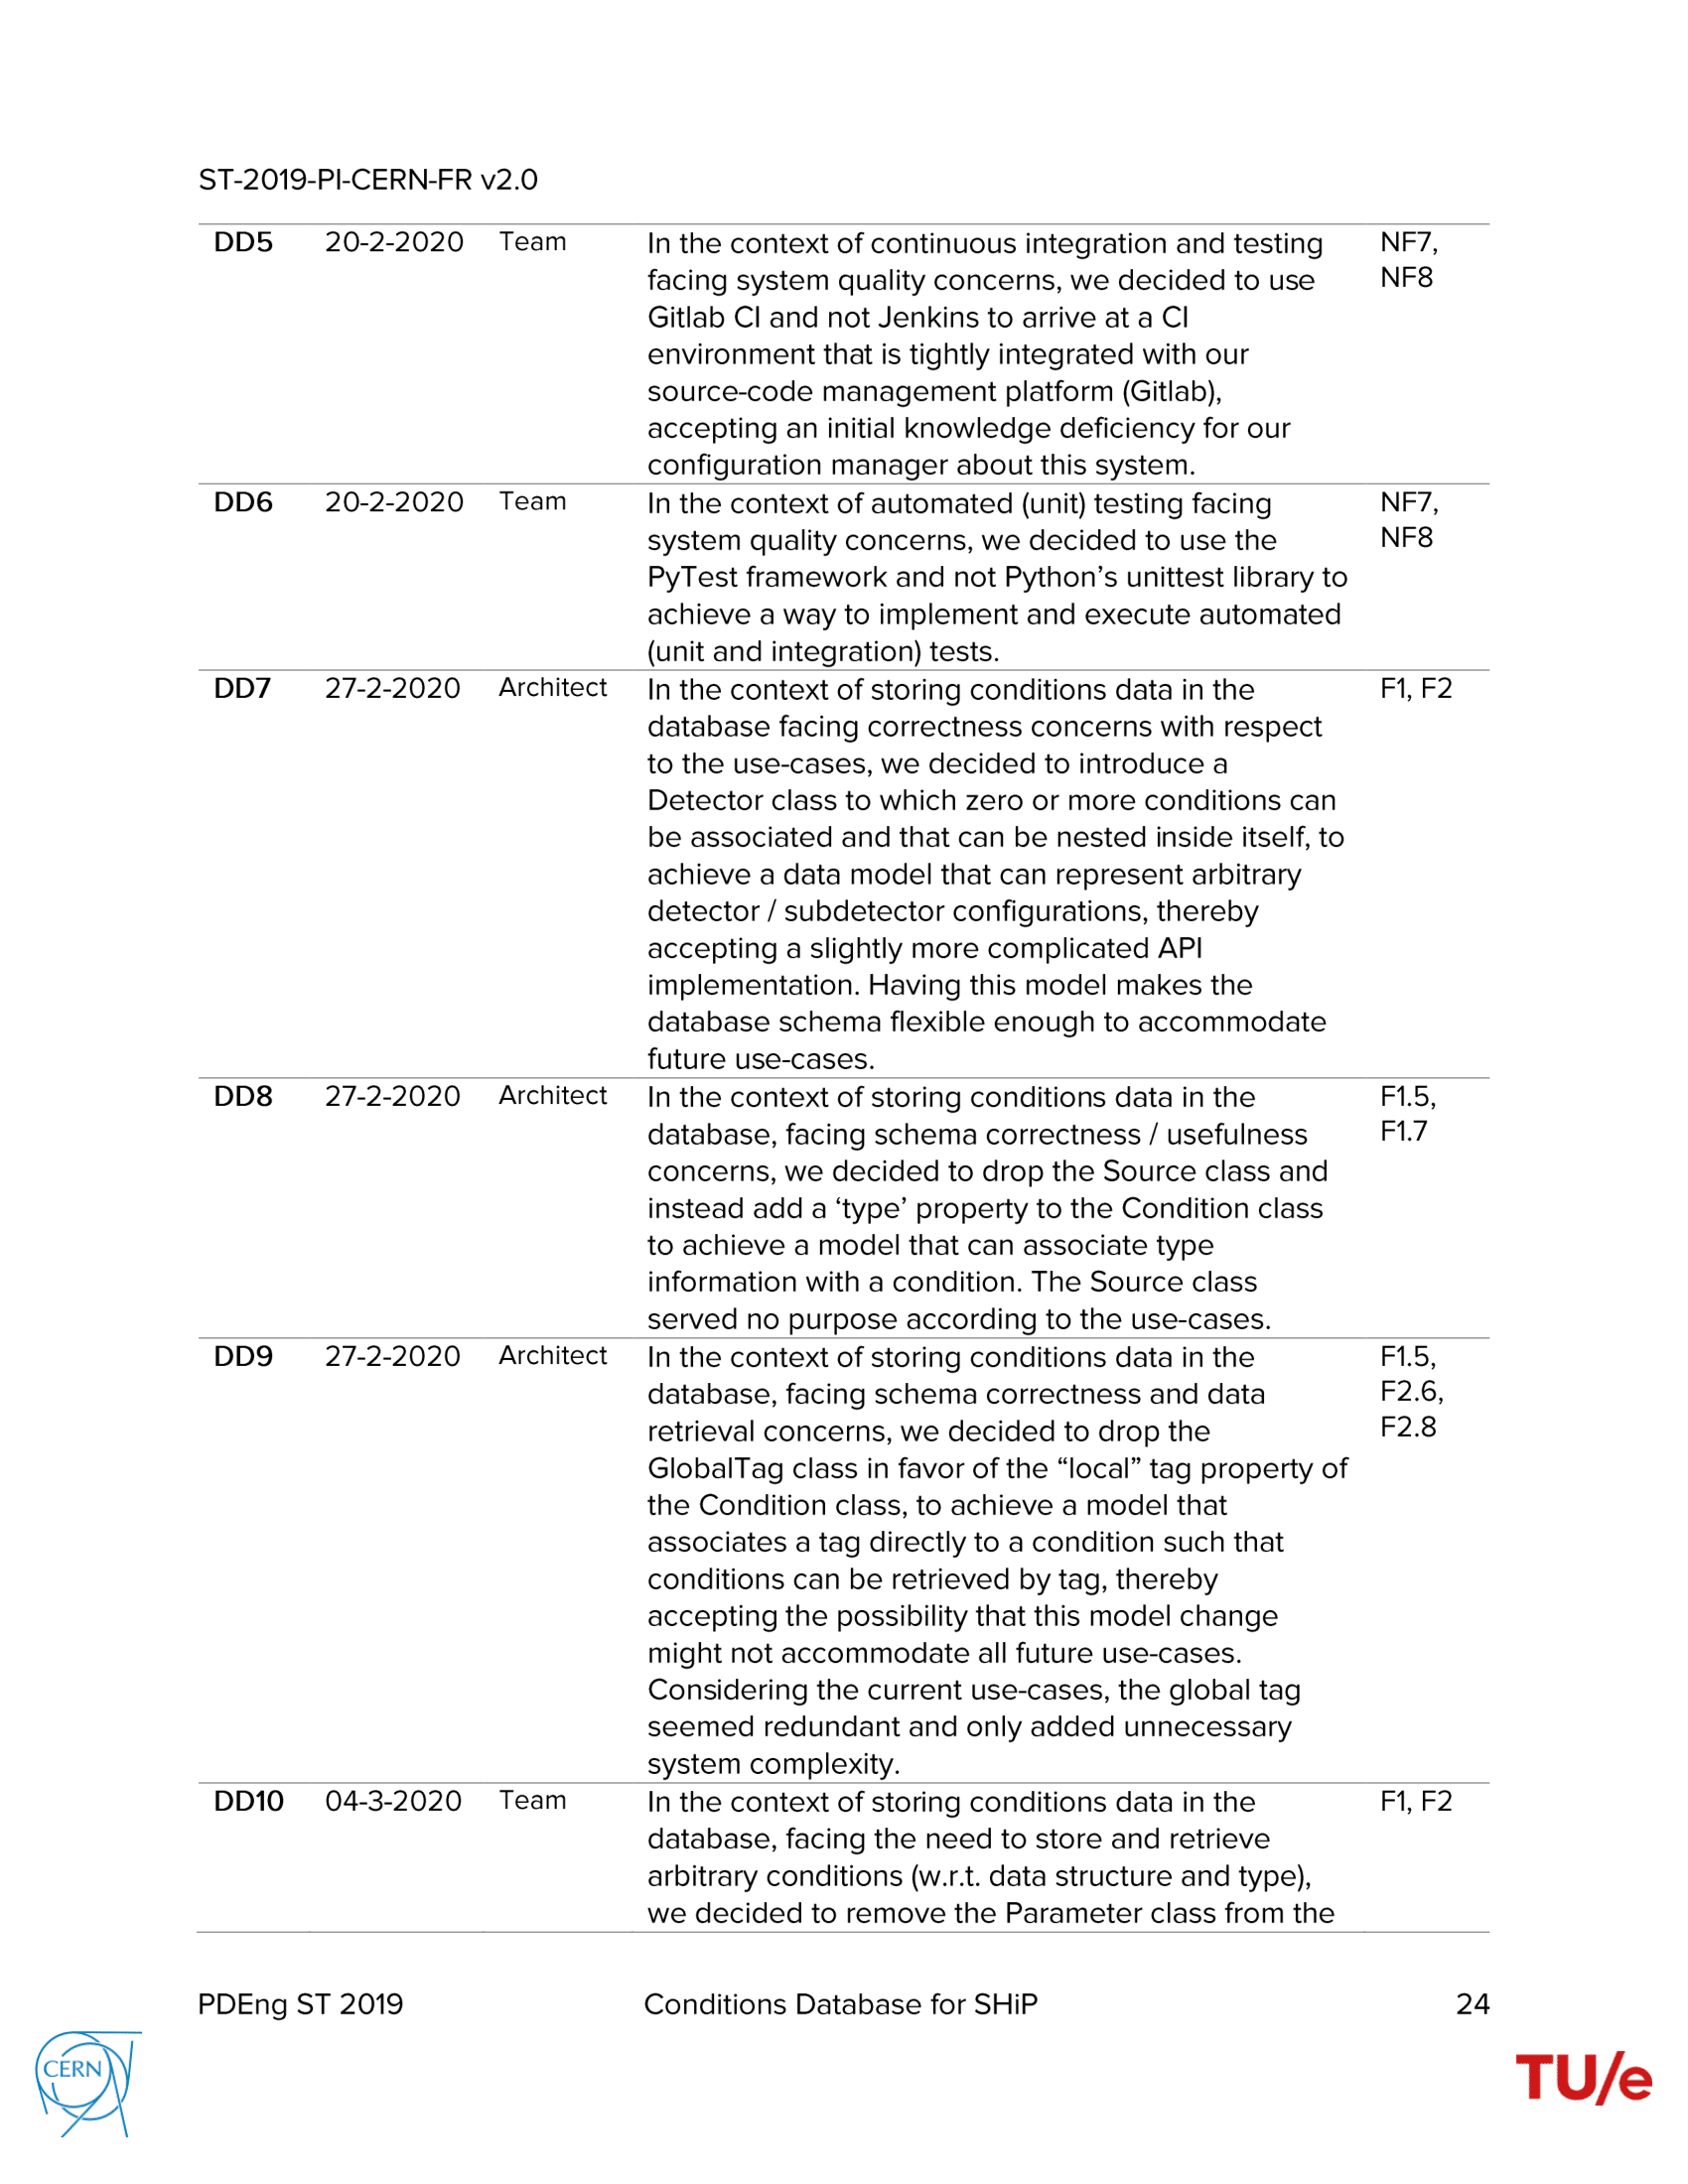 ST-2019-PI-CERN-FR v2.0
DD5 20-2-2020 Team In the context of continuous integration and testing NF7,
facing system quality concerns, we decided to use NF8
Gitlab CI and not Jenkins to arrive at a CI
environment that is tightly integrated with our
source-code management platform (Gitlab),
accepting an initial knowledge deficiency for our
configuration manager about this system.
DD6 20-2-2020 Team In the context of automated (unit) testing facing NF7,
system quality concerns, we decided to use the NF8
PyTest framework and not Python’s unittest library to
achieve a way to implement and execute automated
(unit and integration) tests.
DD7 27-2-2020 Architect In the context of storing conditions data in the F1, F2
database facing correctness concerns with respect
to the use-cases, we decided to introduce a
Detector class to which zero or more conditions can
be associated and that can be nested inside itself, to
achieve a data model that can represent arbitrary
detector / subdetector configurations, thereby
accepting a slightly more complicated API
implementation. Having this model makes the
database schema flexible enough to accommodate
future use-cases.
DD8 27-2-2020 Architect In the context of storing conditions data in the F1.5,
database, facing schema correctness / usefulness F1.7
concerns, we decided to drop the Source class and
instead add a ‘type’ property to the Condition class
to achieve a model that can associate type
information with a condition. The Source class
served no purpose according to the use-cases.
DD9 27-2-2020 Architect In the context of storing conditions data in the F1.5,
database, facing schema correctness and data F2.6,
retrieval concerns, we decided to drop the F2.8
GlobalTag class in favor of the “local” tag property of
the Condition class, to achieve a model that
associates a tag directly to a condition such that
conditions can be retrieved by tag, thereby
accepting the possibility that this model change
might not accommodate all future use-cases.
Considering the current use-cases, the global tag
seemed redundant and only added unnecessary
system complexity.
DD10 04-3-2020 Team In the context of storing conditions data in the F1, F2
database, facing the need to store and retrieve
arbitrary conditions (w.r.t. data structure and type),
we decided to remove the Parameter class from the
PDEng ST 2019 Conditions Database for SHiP 24
CERN
TU/e